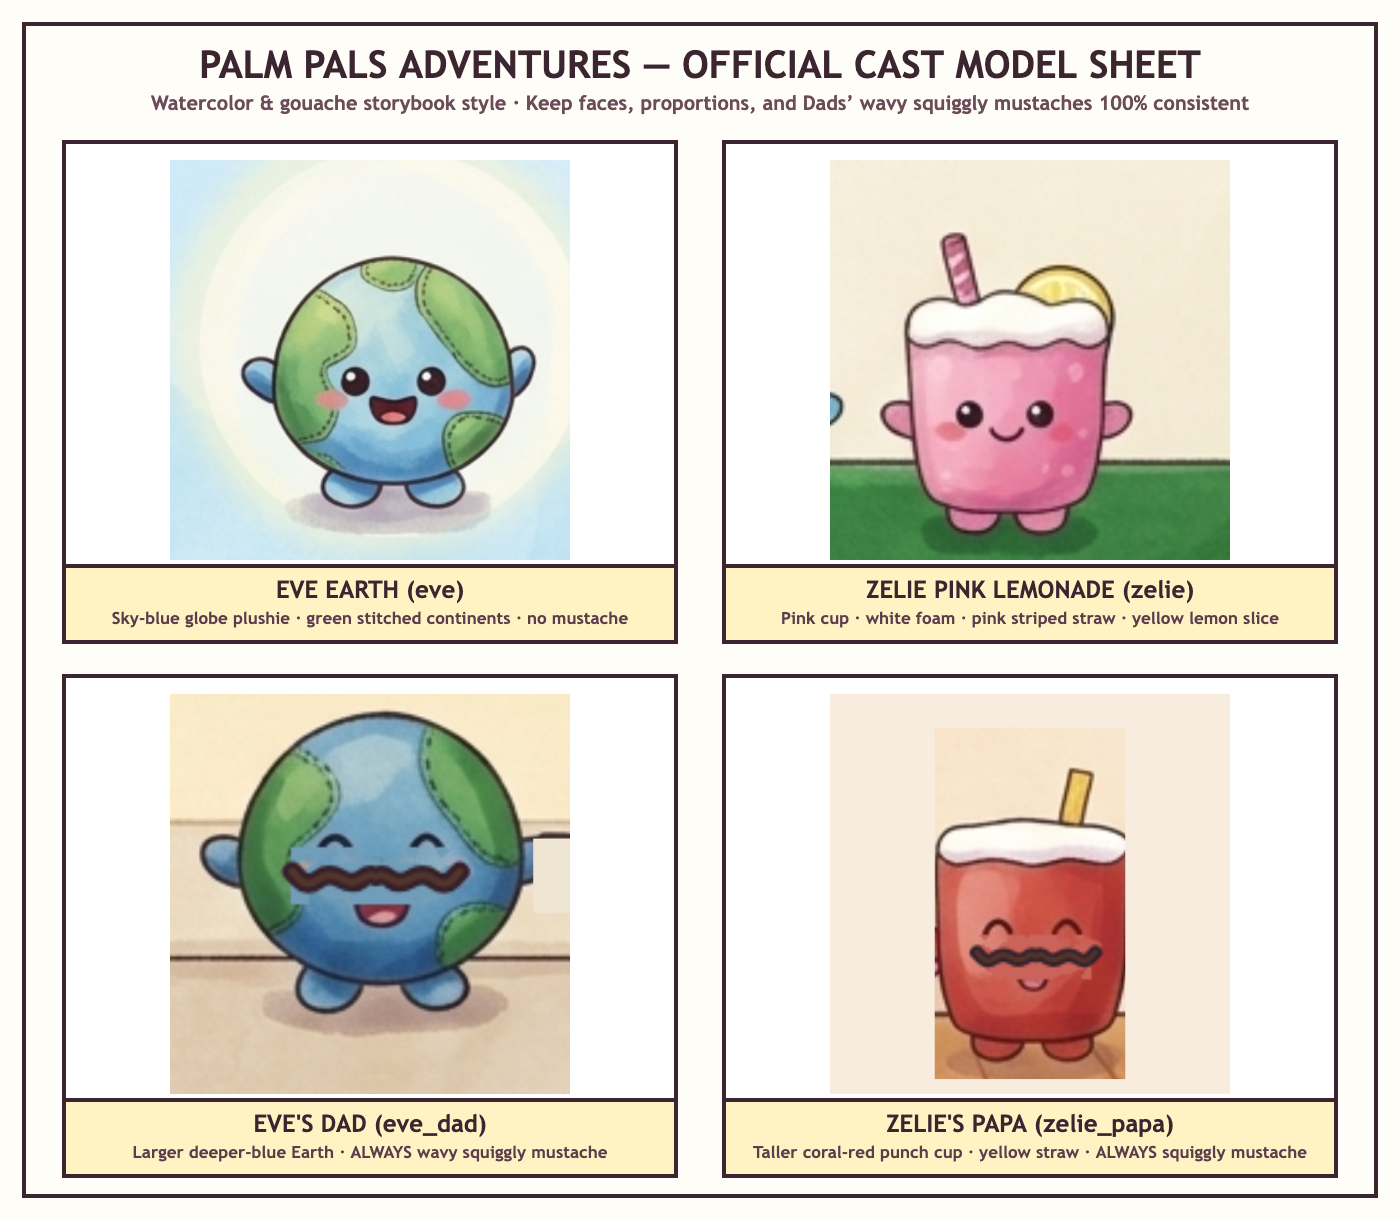 PALM PALS ADVENTURES — OFFICIAL CAST MODEL SHEET
Watercolor & gouache storybook style · Keep faces, proportions, and Dads’ wavy squiggly mustaches 100% consistent
EVE EARTH (eve)
Sky-blue globe plushie · green stitched continents · no mustache
ZELIE PINK LEMONADE (zelie)
Pink cup · white foam · pink striped straw · yellow lemon slice
EVE'S DAD (eve_dad)
Larger deeper-blue Earth · ALWAYS wavy squiggly mustache
ZELIE'S PAPA (zelie_papa)
Taller coral-red punch cup · yellow straw · ALWAYS squiggly mustache